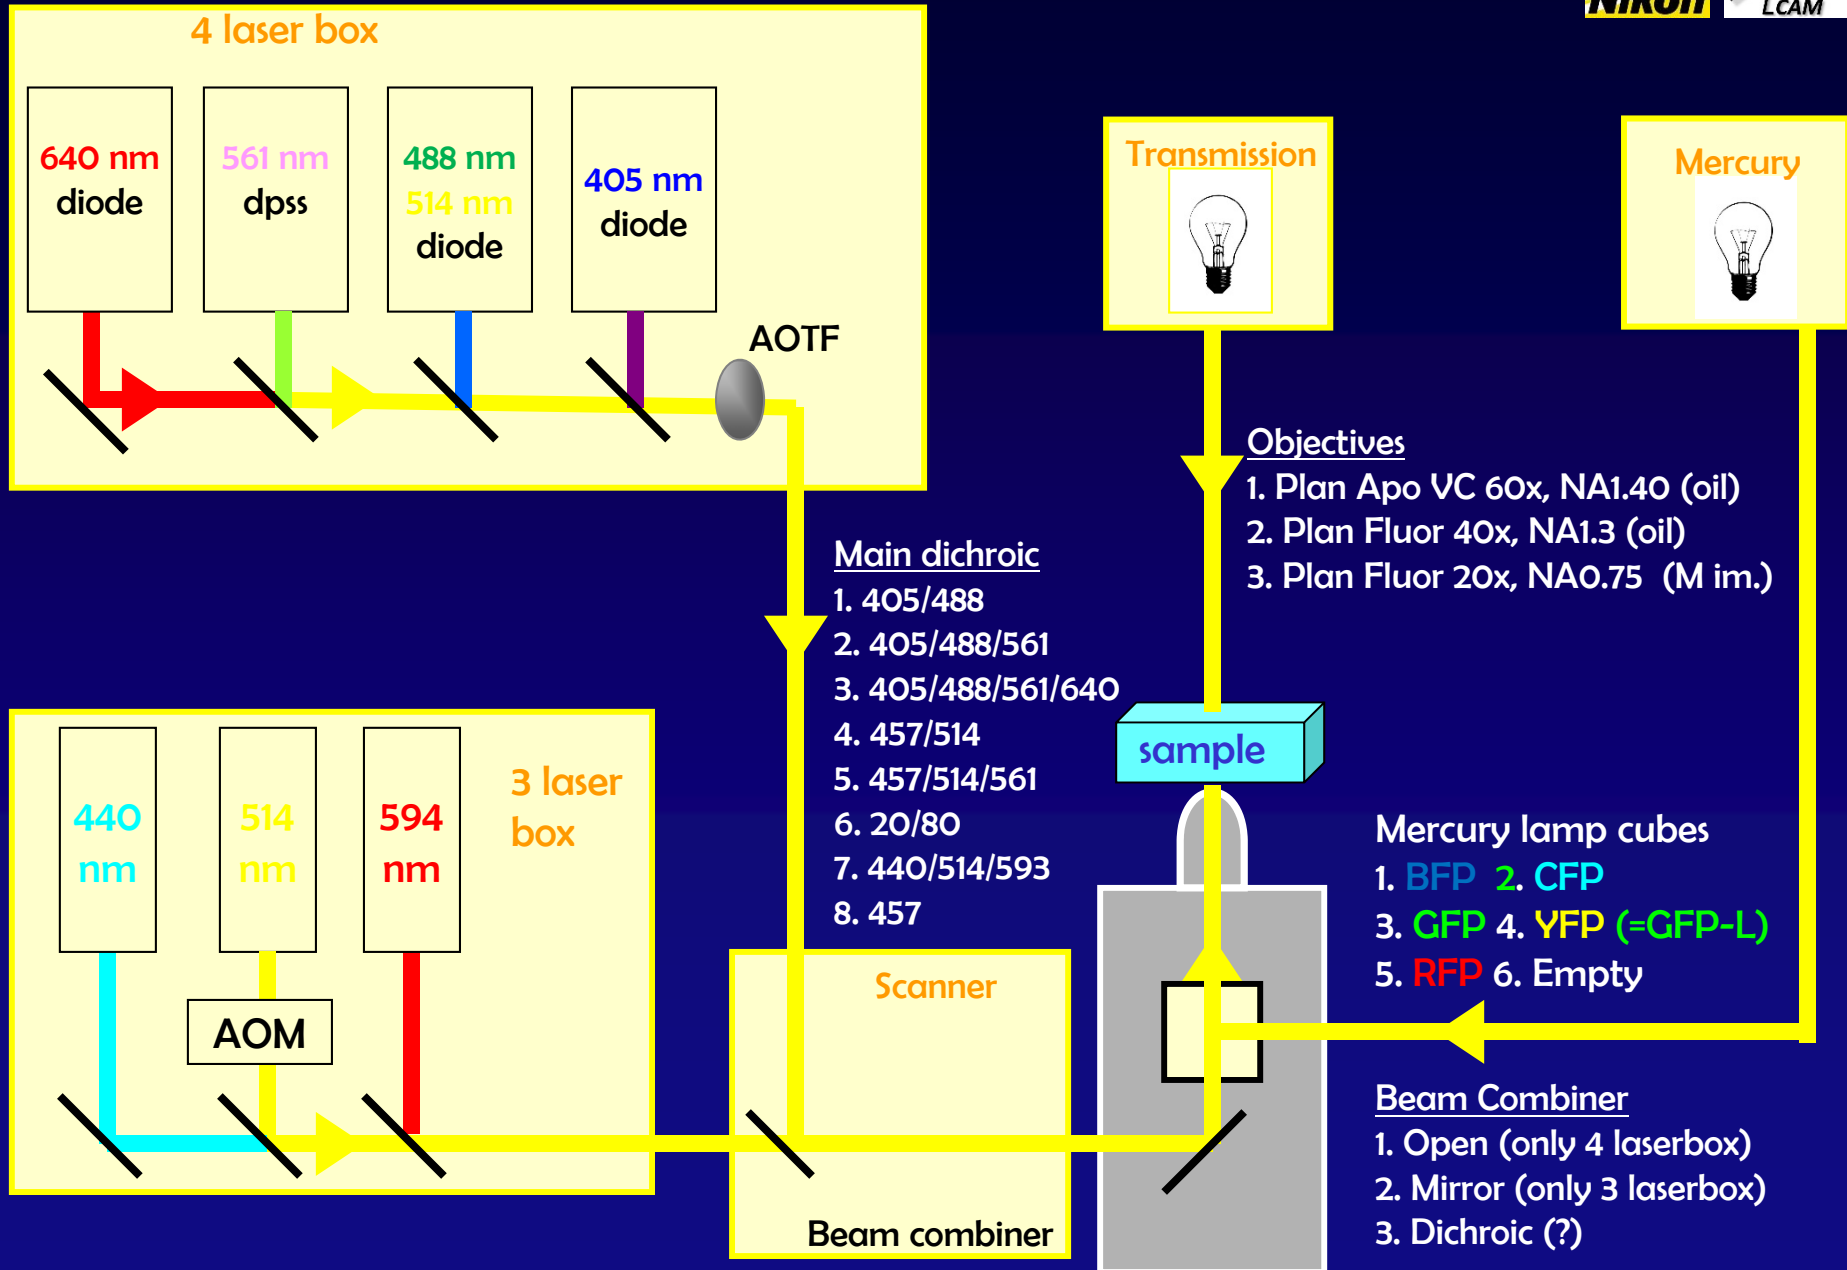 Nikon
LCAM
4 laser box
640 nm
diode
561 nm
dpss
488 nm
514 nm
diode
405 nm
diode
AOTF
Transmission
Mercury
Objectives
1. Plan Apo VC 60x, NA1.40 (oil)
2. Plan Fluor 40x, NA1.3 (oil)
3. Plan Fluor 20x, NA0.75 (M im.)
Main dichroic
1. 405/488
2. 405/488/561
3. 405/488/561/640
4. 457/514
5. 457/514/561
6. 20/80
7. 440/514/593
8. 457
sample
3 laser
box
440
nm
514
nm
594
nm
AOM
Scanner
Beam combiner
Mercury lamp cubes
1. BFP 2. CFP
3. GFP 4. YFP (=GFP-L)
5. RFP 6. Empty
Beam Combiner
1. Open (only 4 laserbox)
2. Mirror (only 3 laserbox)
3. Dichroic (?)